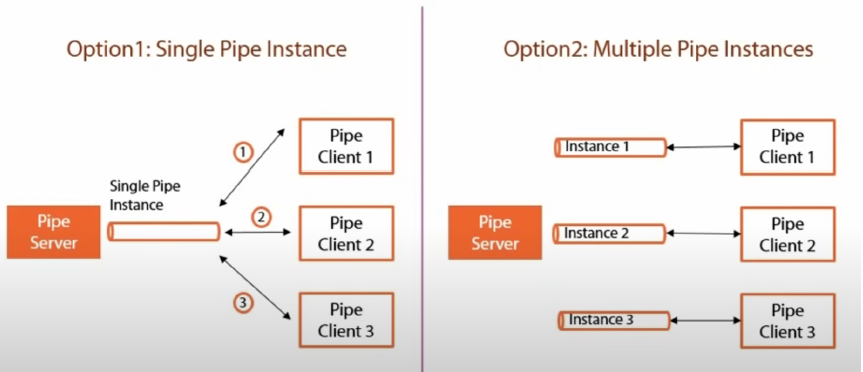 Option1: Single Pipe Instance
Pipe
Client 1
1
Single Pipe
Instance
Pipe
Server
2
Pipe
Client 2
3
Pipe
Client 3
Option2: Multiple Pipe Instances
Instance 1
Pipe
Client 1
Pipe
Server
Instance 2
Pipe
Client 2
Instance 3
Pipe
Client 3